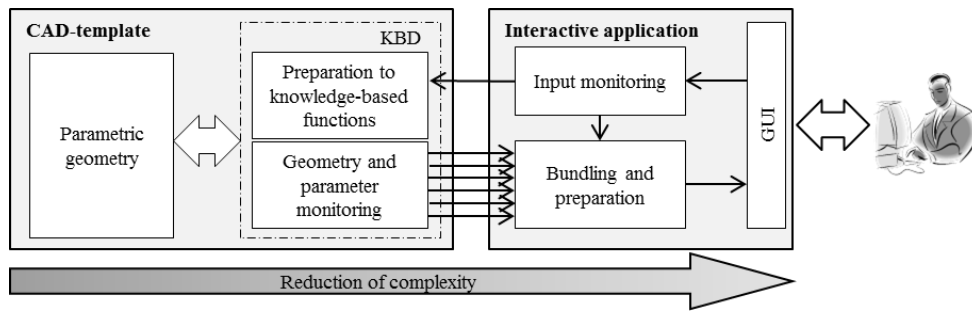 CAD-template
KBD
Parametric
geometry
Preparation to
knowledge-based
functions
Geometry and
parameter
monitoring
Interactive application
Input monitoring
Bundling and
preparation
GUI
Reduction of complexity